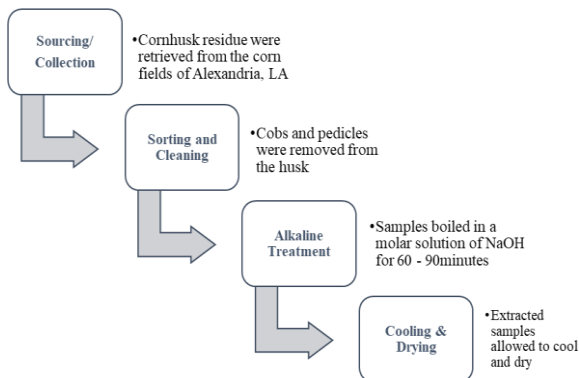 Sourcing/
Collection
•Cornhusk residue were
retrieved from the corn
fields of Alexandria, LA
Sorting and
Cleaning
•Cobs and pedicles
were removed from
the husk
Alkaline
Treatment
•Samples boiled in a
molar solution of NaOH
for 60 - 90minutes
Cooling &
Drying
•Extracted
samples
allowed to cool
and dry